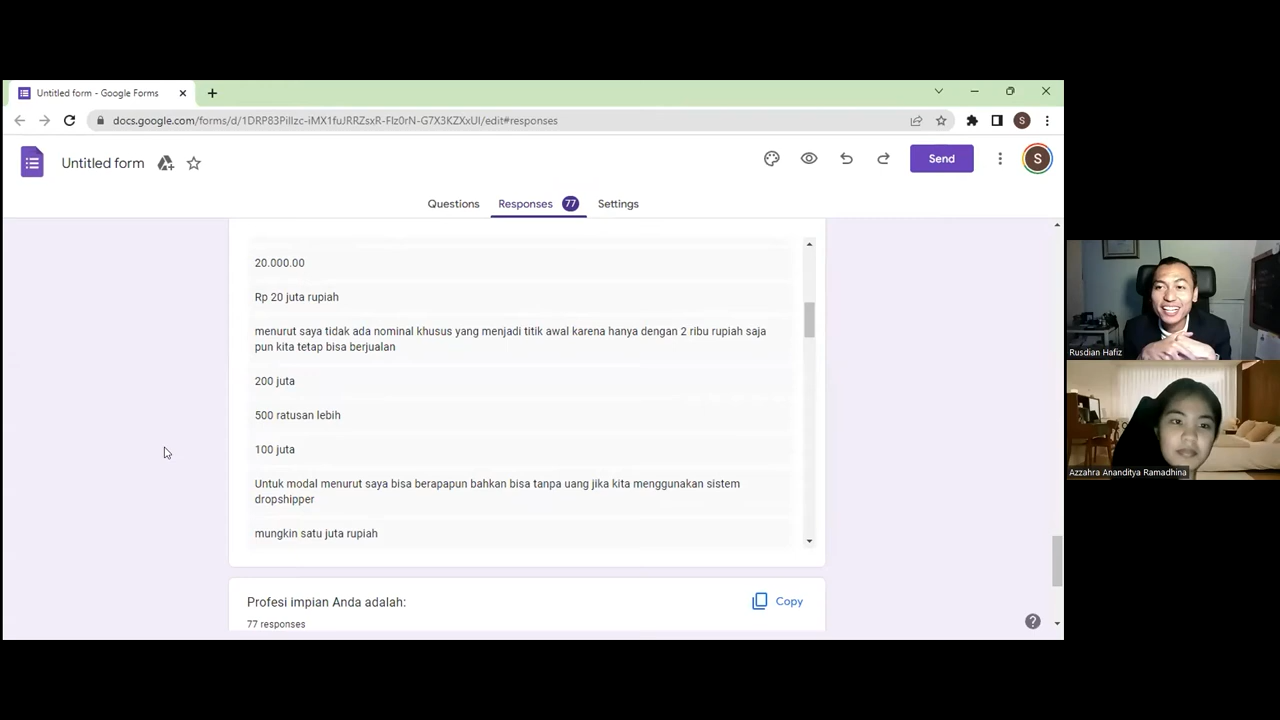 Untitled form - Google Forms
docs.google.com/forms/d/1DRP83PiIlzc-iMX1fuJRRZsxR-FIz0rN-G7X3KZXxUI/edit#responses
S
Untitled form
Send
S
Questions
Responses 77
Settings
20.000.00
Rp 20 juta rupiah
menurut saya tidak ada nominal khusus yang menjadi titik awal karena hanya dengan 2 ribu rupiah saja
pun kita tetap bisa berjualan
200 juta
500 ratusan lebih
100 juta
Untuk modal menurut saya bisa berapapun bahkan bisa tanpa uang jika kita menggunakan sistem
dropshipper
mungkin satu juta rupiah
Profesi impian Anda adalah:
Copy
77 responses
Rusdian Hafiz
Azzahra Ananditya Ramadhina